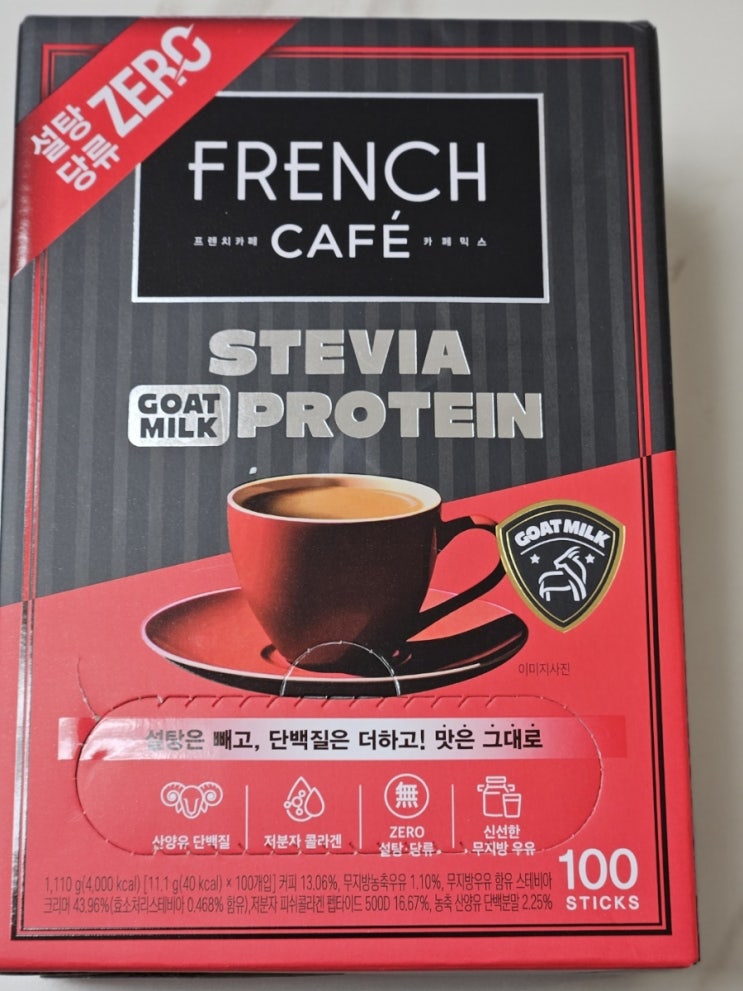 설탕
당류 ZERO
FRENCH
프렌치카페 CAFÉ 카페믹스
STEVIA
GOAT
MILK PROTEIN
GOAT MILK
이미지사진
설탕은 빼고, 단백질은 더하고! 맛은 그대로
산양유 단백질
저분자 콜라겐
無
ZERO
설탕·당류
신선한
무지방 우유
1,110 g(4,000 kcal) [11.1 g(40 kcal) × 100개입] 커피 13.06%, 무지방농축우유 1.10%, 무지방우유 함유 스테비아
크리머 43.96%(효소처리스테비아 0.468% 함유), 저분자 피쉬콜라겐 펩타이드 500D 16.67%, 농축 산양유 단백분말 2.25%
100
STICKS